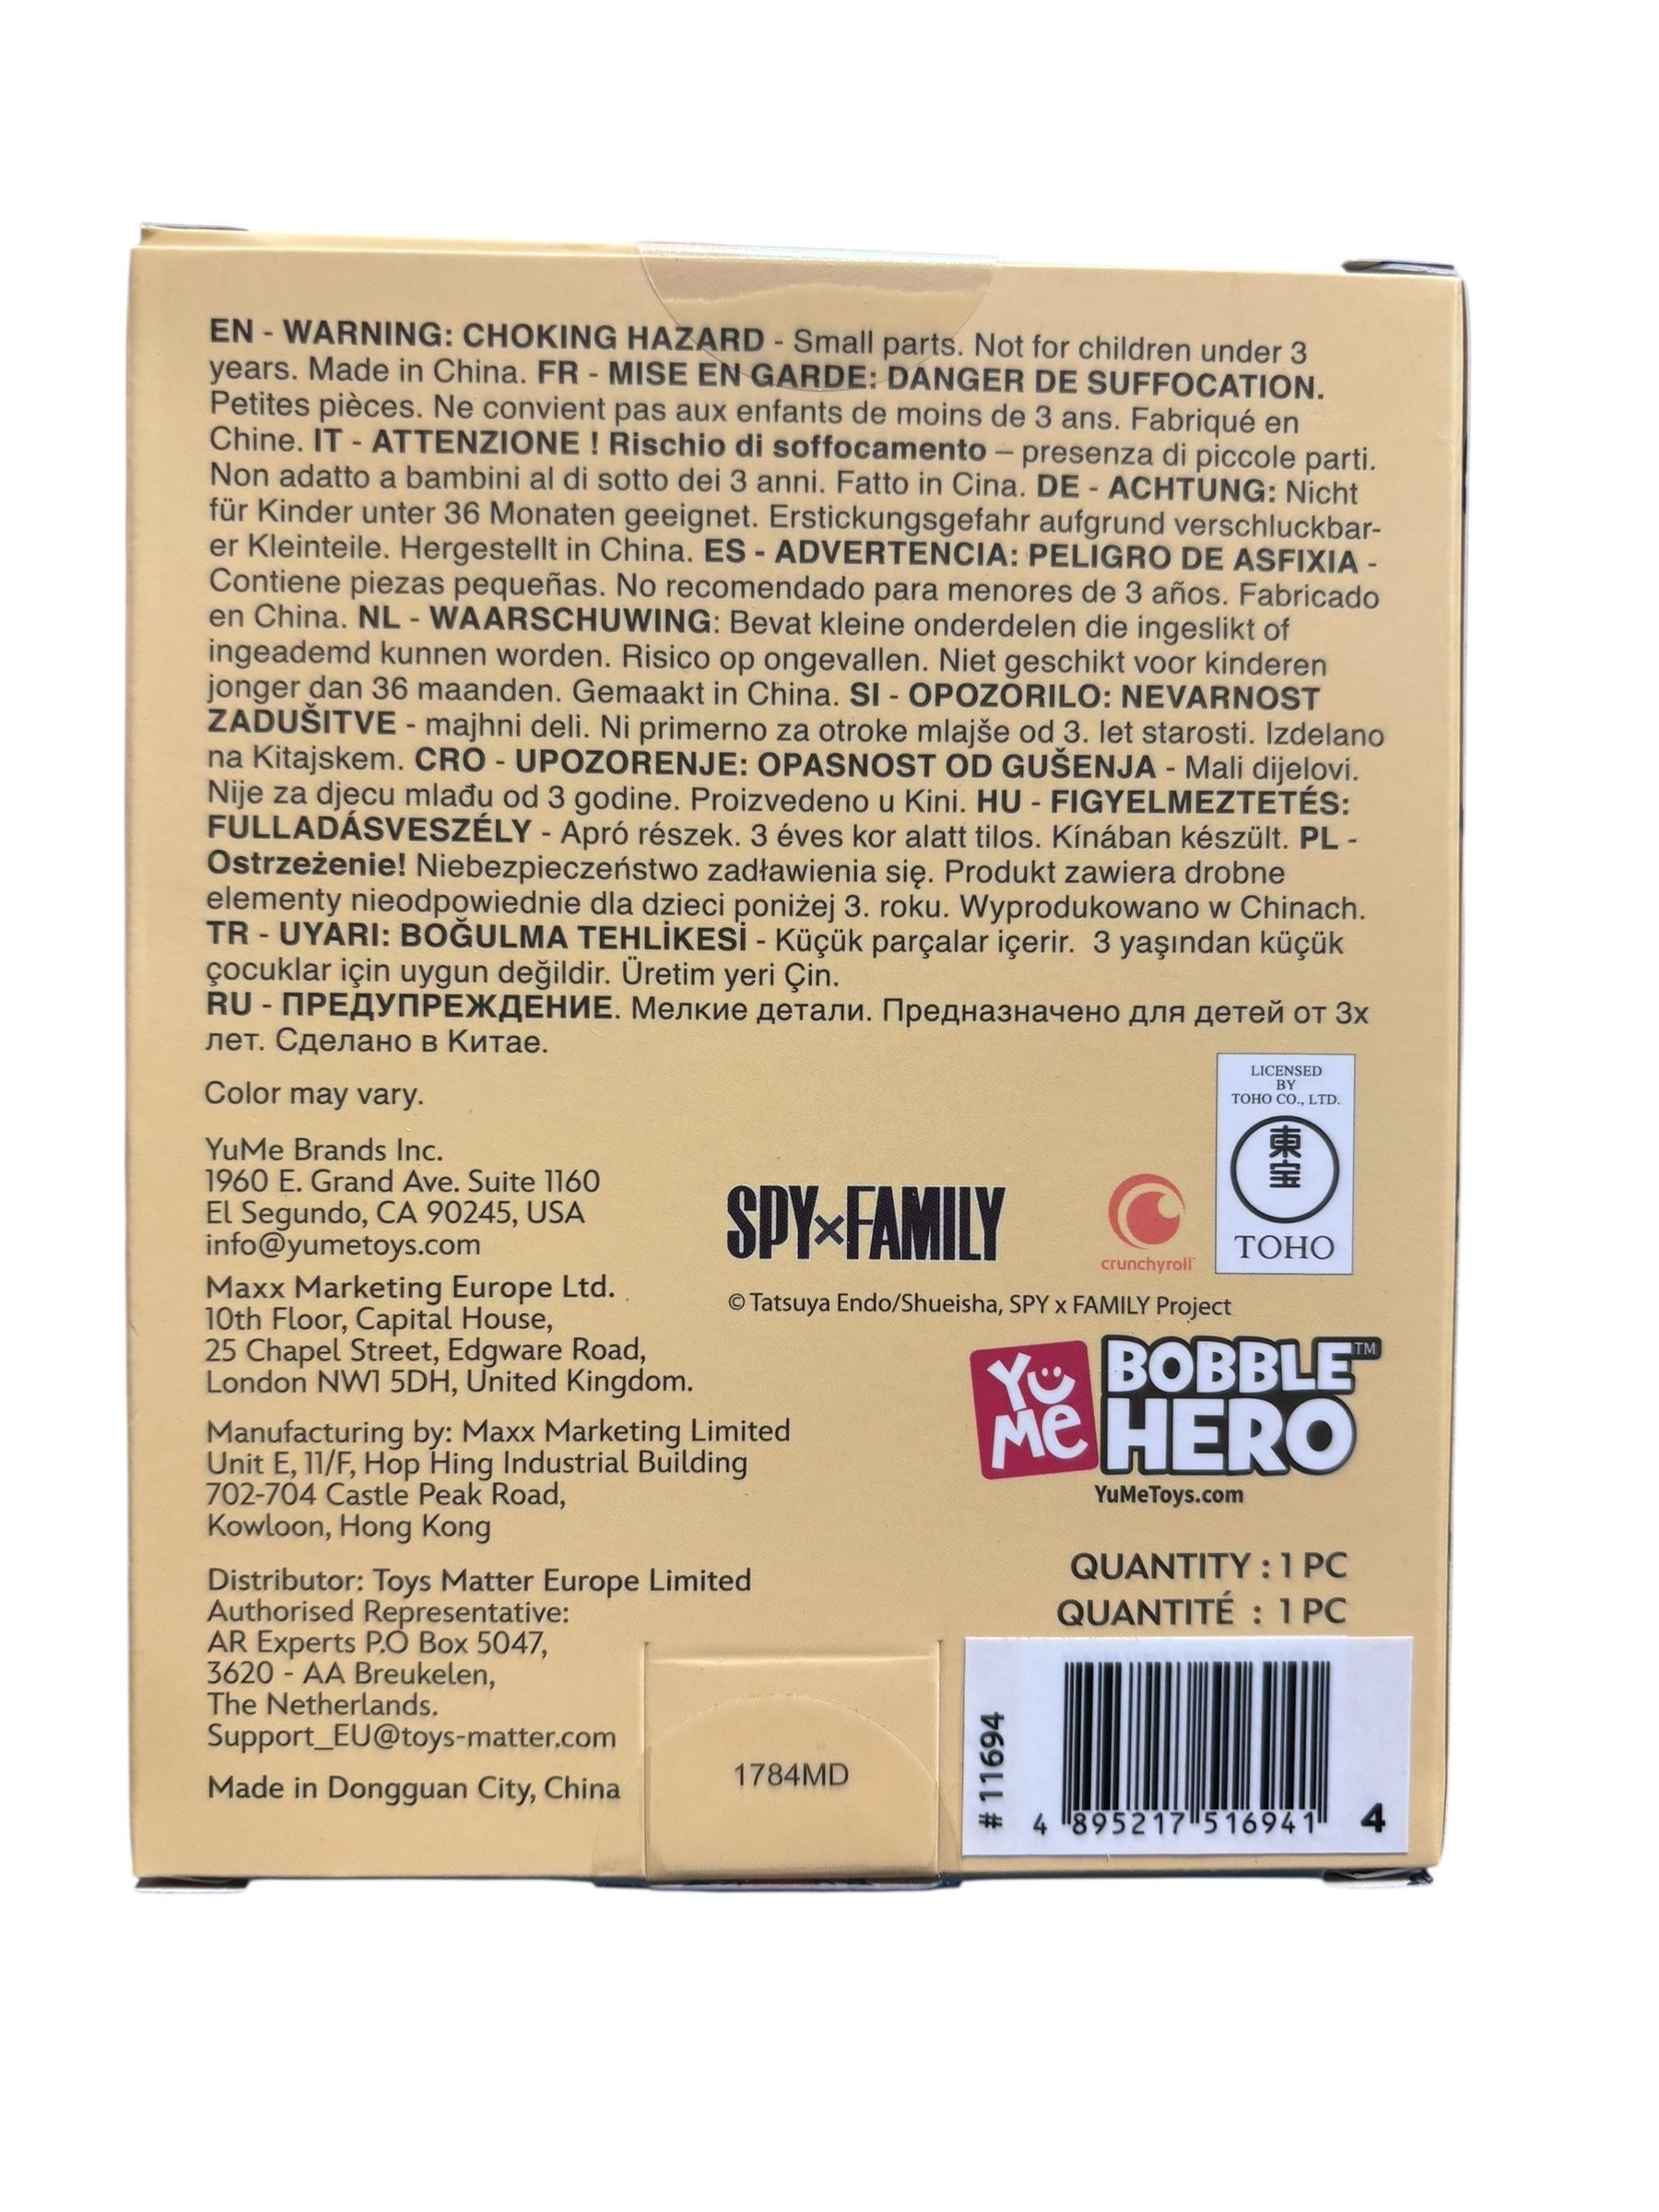 EN - WARNING: CHOKING HAZARD - Small parts. Not for children under 3
years. Made in China. FR - MISE EN GARDE: DANGER DE SUFFOCATION.
Petites pièces. Ne convient pas aux enfants de moins de 3 ans. Fabriqué en
Chine. IT - ATTENZIONE ! Rischio di soffocamento – presenza di piccole parti.
Non adatto a bambini al di sotto dei 3 anni. Fatto in Cina. DE - ACHTUNG: Nicht
für Kinder unter 36 Monaten geeignet. Erstickungsgefahr aufgrund verschluckbar-
er Kleinteile. Hergestellt in China. ES - ADVERTENCIA: PELIGRO DE ASFIXIA -
Contiene piezas pequeñas. No recomendado para menores de 3 años. Fabricado
en China. NL - WAARSCHUWING: Bevat kleine onderdelen die ingeslikt of
ingeademd kunnen worden. Risico op ongevallen. Niet geschikt voor kinderen
jonger dan 36 maanden. Gemaakt in China. SI - OPOZORILO: NEVARNOST
ZADUŠITVE - majhni deli. Ni primerno za otroke mlajše od 3. let starosti. Izdelano
na Kitajskem. CRO - UPOZORENJE: OPASNOST OD GUŠENJA - Mali dijelovi.
Nije za djecu mlađu od 3 godine. Proizvedeno u Kini. HU - FIGYELMEZTETÉS:
FULLADÁSVESZÉLY - Apró részek. 3 éves kor alatt tilos. Kínában készült. PL -
Ostrzeżenie! Niebezpieczeństwo zadławienia się. Produkt zawiera drobne
elementy nieodpowiednie dla dzieci poniżej 3. roku. Wyprodukowano w Chinach.
TR - UYARI: BOĞULMA TEHLİKESİ - Küçük parçalar içerir. 3 yaşından küçük
çocuklar için uygun değildir. Üretim yeri Çin.
RU - ПРЕДУПРЕЖДЕНИЕ. Мелкие детали. Предназначено для детей от 3х
лет. Сделано в Китае.
Color may vary.
YuMe Brands Inc.
1960 E. Grand Ave. Suite 1160
El Segundo, CA 90245, USA
info@yumetoys.com
Maxx Marketing Europe Ltd.
10th Floor, Capital House,
25 Chapel Street, Edgware Road,
London NW1 5DH, United Kingdom.
Manufacturing by: Maxx Marketing Limited
Unit E, 11/F, Hop Hing Industrial Building
702-704 Castle Peak Road,
Kowloon, Hong Kong
Distributor: Toys Matter Europe Limited
Authorised Representative:
AR Experts P.O Box 5047,
3620 - AA Breukelen,
The Netherlands.
Support_EU@toys-matter.com
Made in Dongguan City, China
1784MD
LICENSED
BY
TOHO CO., LTD.
東
宝
TOHO
SPY×FAMILY
crunchyroll
© Tatsuya Endo/Shueisha, SPY x FAMILY Project
YuMe
BOBBLE™
HERO
YuMeToys.com
QUANTITY : 1 PC
QUANTITÉ : 1 PC
# 11694
4 895217 516941 4